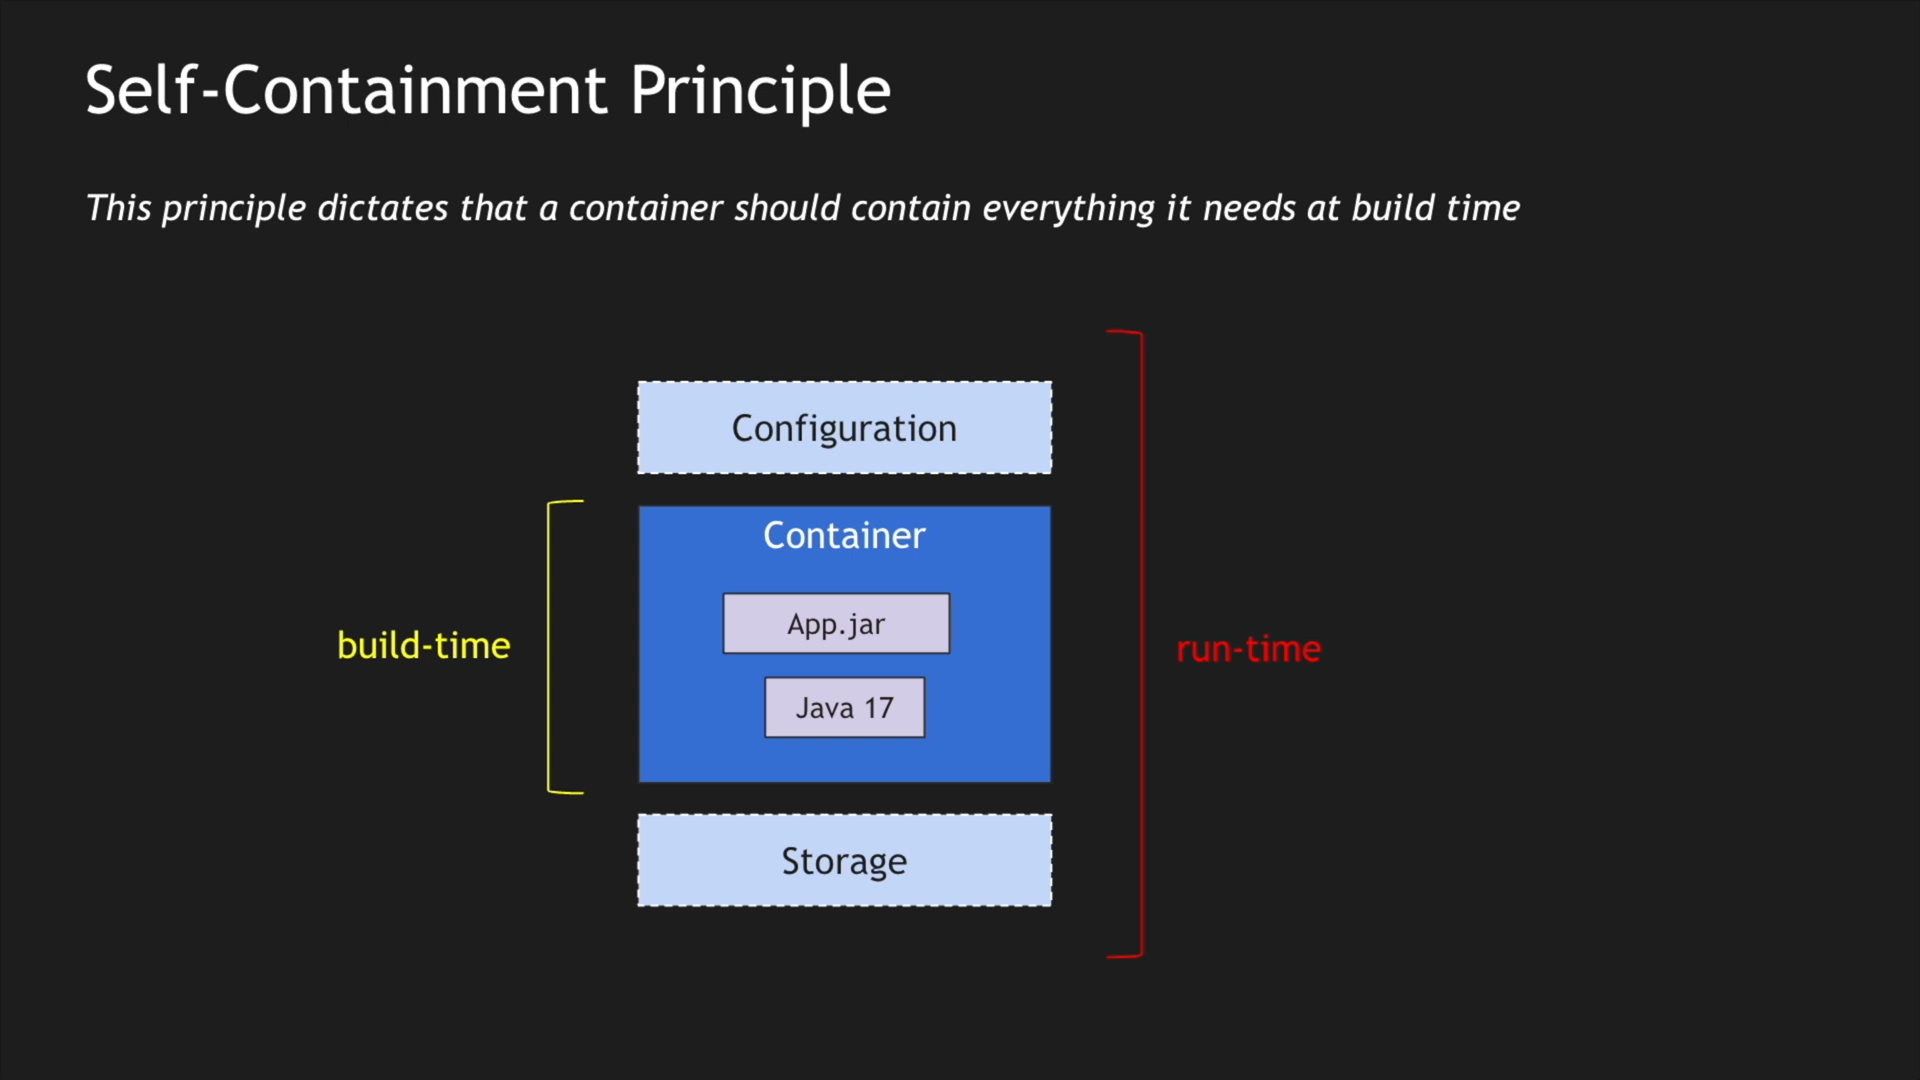 Self-Containment Principle
This principle dictates that a container should contain everything it needs at build time
Configuration
Container
App.jar
build-time
run-time
Java 17
Storage